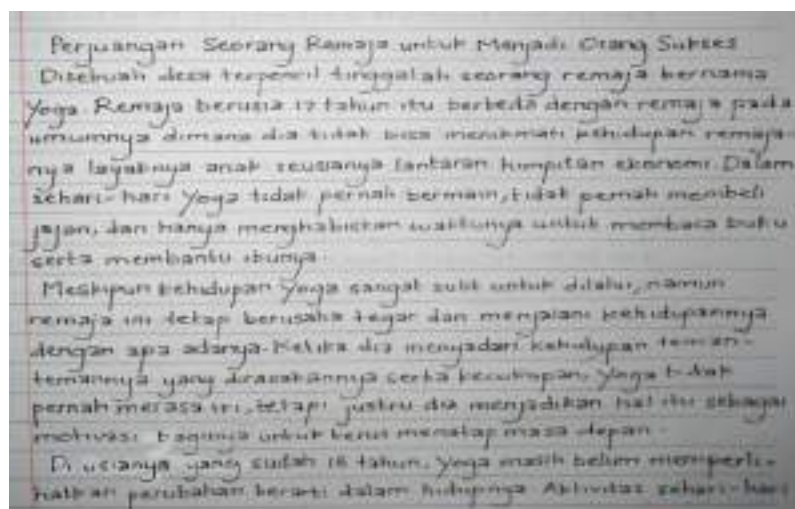 Perjuangan Seorang Remaja untuk Menjadi Orang Sukses
Disebuah desa terpencil tinggalah seorang remaja bernama
Yoga. Remaja berusia 17 tahun itu berbeda dengan remaja pada
umumnya dimana dia tidak bisa menikmati kehidupan remaja-
nya layaknya anak seusianya lantaran himpitan ekonomi. Dalam
sehari-hari Yoga tidak pernah bermain, tidak pernah membeli
jajan, dan hanya menghabiskan waktunya untuk membaca buku
serta membantu ibunya.
Meskipun kehidupan Yoga sangat sulit untuk dilalui, namun
remaja ini tetap berusaha tegar dan menjalani kehidupannya
dengan apa adanya. Ketika dia menyadari kehidupan teman-
temannya yang dirasakannya serba kecukupan, Yoga tidak
pernah merasa iri, tetapi justru dia menjadikan hal itu sebagai
motivasi baginya untuk terus menatap masa depan.
Di usianya yang sudah 18 tahun, Yoga masih belum memperli-
hatkan perubahan berarti dalam hidupnya Aktivitas sehari-hari